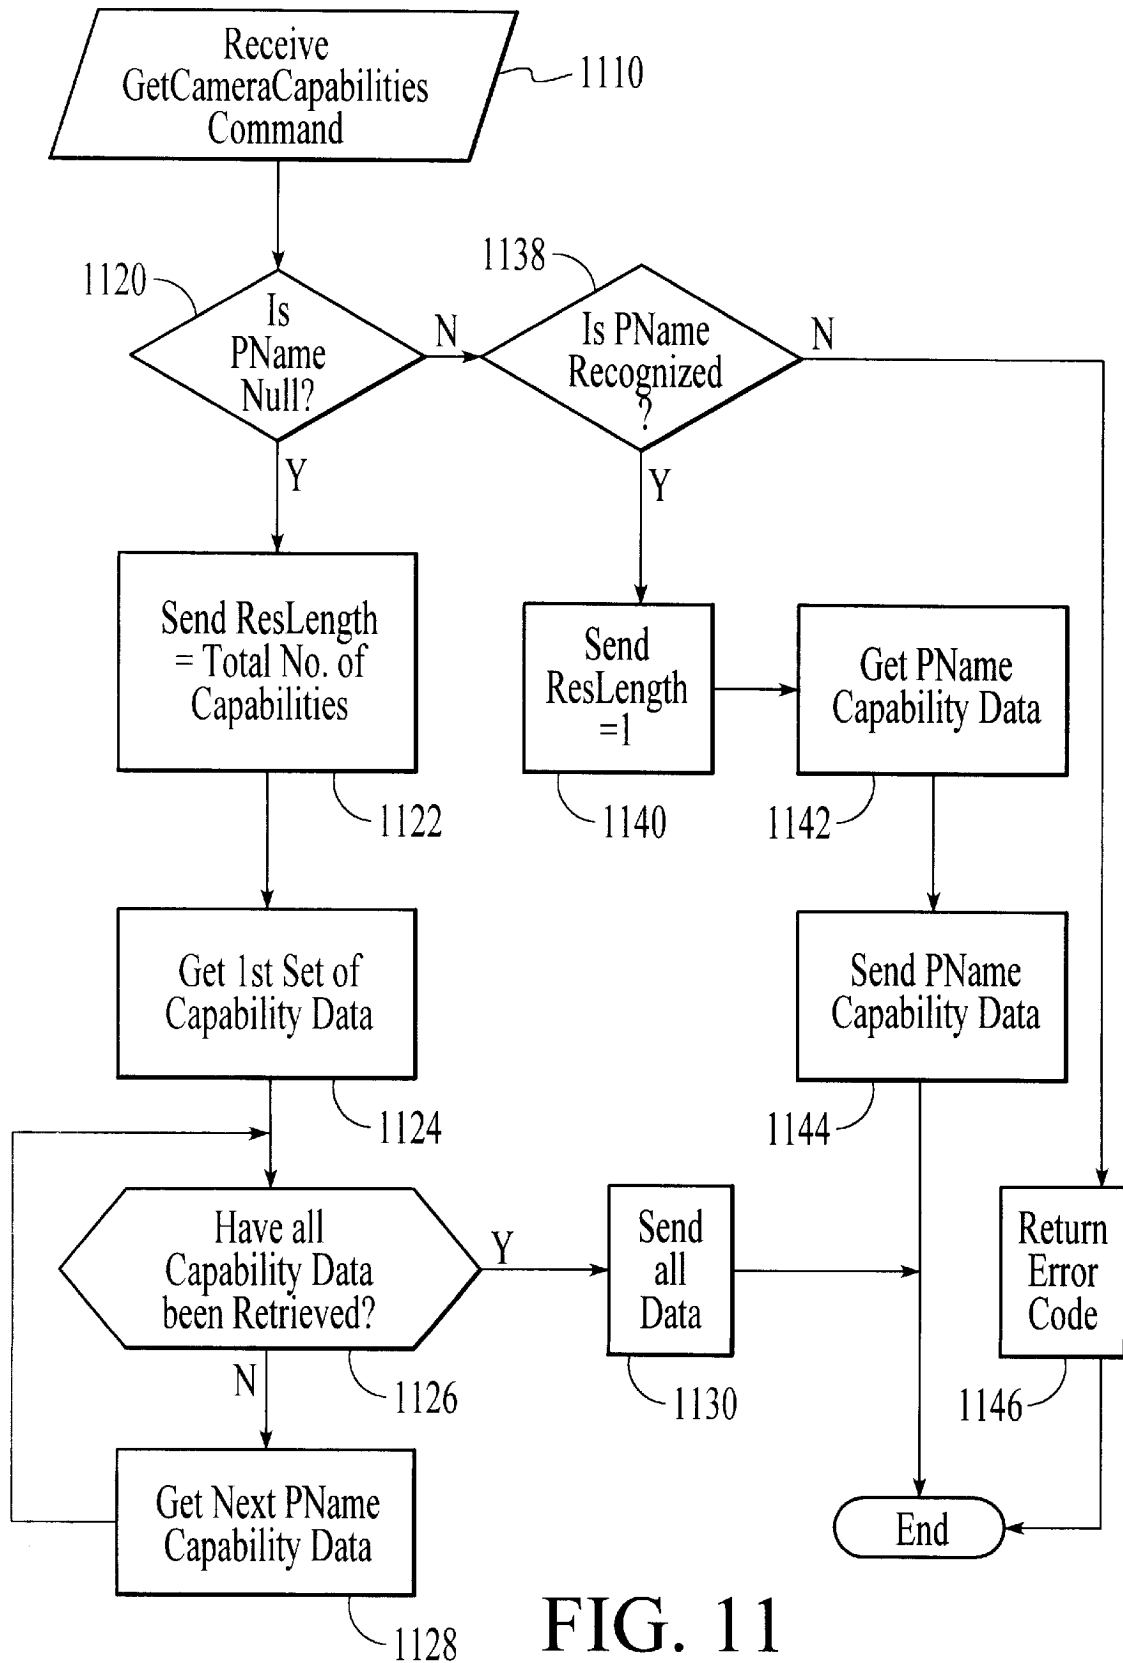 Receive
GetCameraCapabilities
Command
1110
1120
Is
PName
Null?
N
Y
1138
Is PName
Recognized
?
N
Y
Send ResLength
= Total No. of
Capabilities
1122
Send
ResLength
=1
1140
Get PName
Capability Data
1142
Get 1st Set of
Capability Data
1124
Send PName
Capability Data
1144
Have all
Capability Data
been Retrieved?
Y
N
1126
Send
all
Data
1130
Return
Error
Code
1146
Get Next PName
Capability Data
1128
End
FIG. 11